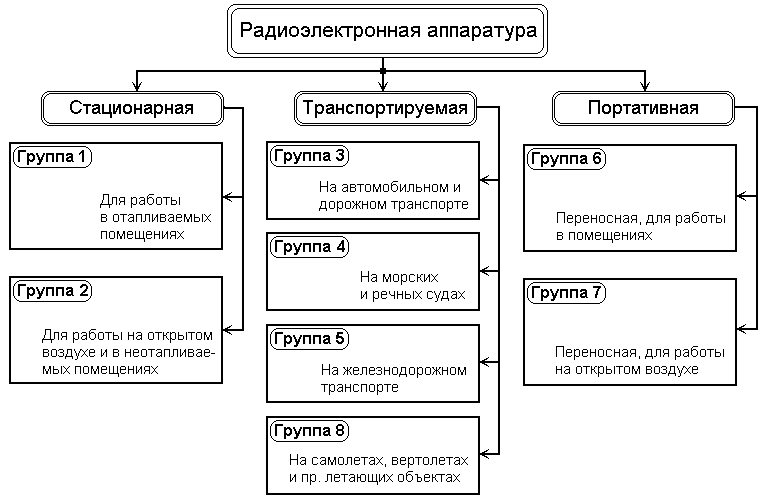 Радиоэлектронная аппаратура
Стационарная
Группа 1
Для работы
в отапливаемых
помещениях
Группа 2
Для работы на открытом
воздухе и в неотапливае-
мых помещениях
Транспортируемая
Группа 3
На автомобильном и
дорожном транспорте
Группа 4
На морских
и речных судах
Группа 5
На железнодорожном
транспорте
Группа 8
На самолетах, вертолетах
и пр. летающих объектах
Портативная
Группа 6
Переносная, для работы
в помещениях
Группа 7
Переносная, для работы
на открытом воздухе